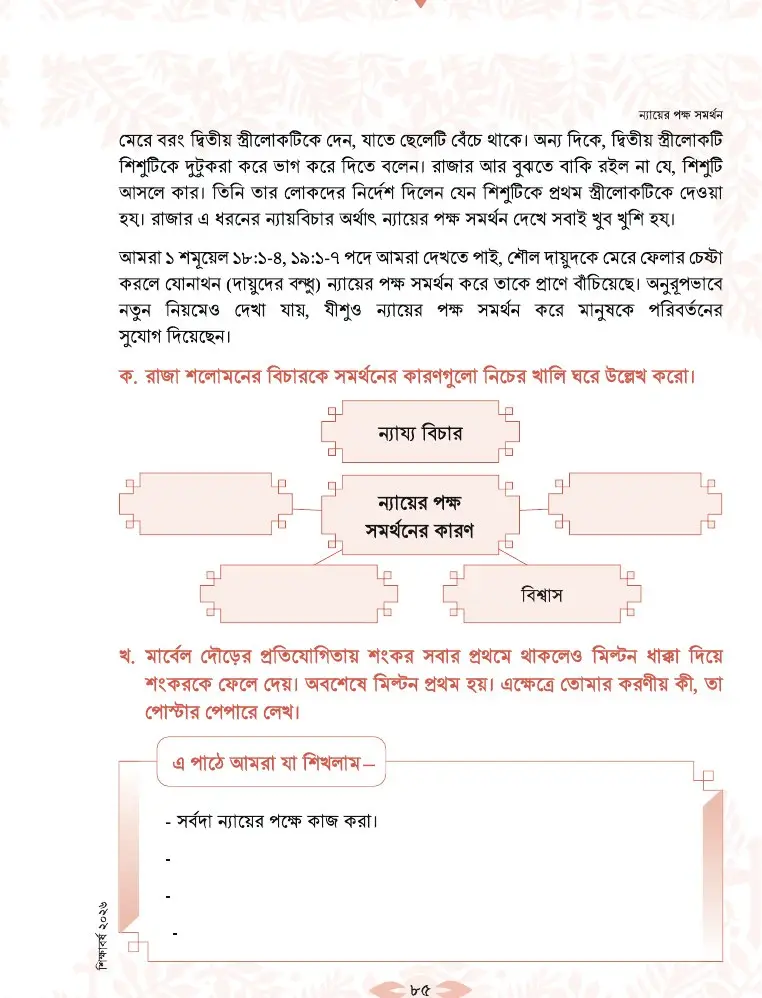 ন্যায়ের পক্ষ সমর্থন
মেরে বরং দ্বিতীয় স্ত্রীলোকটিকে দেন, যাতে ছেলেটি বেঁচে থাকে। অন্য দিকে, দ্বিতীয় স্ত্রীলোকটি
শিশুটিকে দুটুকরা করে ভাগ করে দিতে বলেন। রাজার আর বুঝতে বাকি রইল না যে, শিশুটি
আসলে কার। তিনি তার লোকদের নির্দেশ দিলেন যেন শিশুটিকে প্রথম স্ত্রীলোকটিকে দেওয়া
হয়। রাজার এ ধরনের ন্যায়বিচার অর্থাৎ ন্যায়ের পক্ষ সমর্থন দেখে সবাই খুব খুশি হয়।
আমরা ১ শমূয়েল ১৮:১-৪, ১৯:১-৭ পদে আমরা দেখতে পাই, শৌল দায়ুদকে মেরে ফেলার চেষ্টা
করলে যোনাথন (দায়ুদের বন্ধু) ন্যায়ের পক্ষ সমর্থন করে তাকে প্রাণে বাঁচিয়েছে। অনুরূপভাবে
নতুন নিয়মেও দেখা যায়, যীশুও ন্যায়ের পক্ষ সমর্থন করে মানুষকে পরিবর্তনের
সুযোগ দিয়েছেন।
ক. রাজা শলোমনের বিচারকে সমর্থনের কারণগুলো নিচের খালি ঘরে উল্লেখ করো।
ন্যায্য বিচার
ন্যায়ের পক্ষ
সমর্থনের কারণ
বিশ্বাস
খ. মার্বেল দৌড়ের প্রতিযোগিতায় শংকর সবার প্রথমে থাকলেও মিল্টন ধাক্কা দিয়ে
শংকরকে ফেলে দেয়। অবশেষে মিল্টন প্রথম হয়। এক্ষেত্রে তোমার করণীয় কী, তা
পোস্টার পেপারে লেখ।
এ পাঠে আমরা যা শিখলাম –
- সর্বদা ন্যায়ের পক্ষে কাজ করা।
-
-
-
শিক্ষাবর্ষ ২০২৬
৮৫